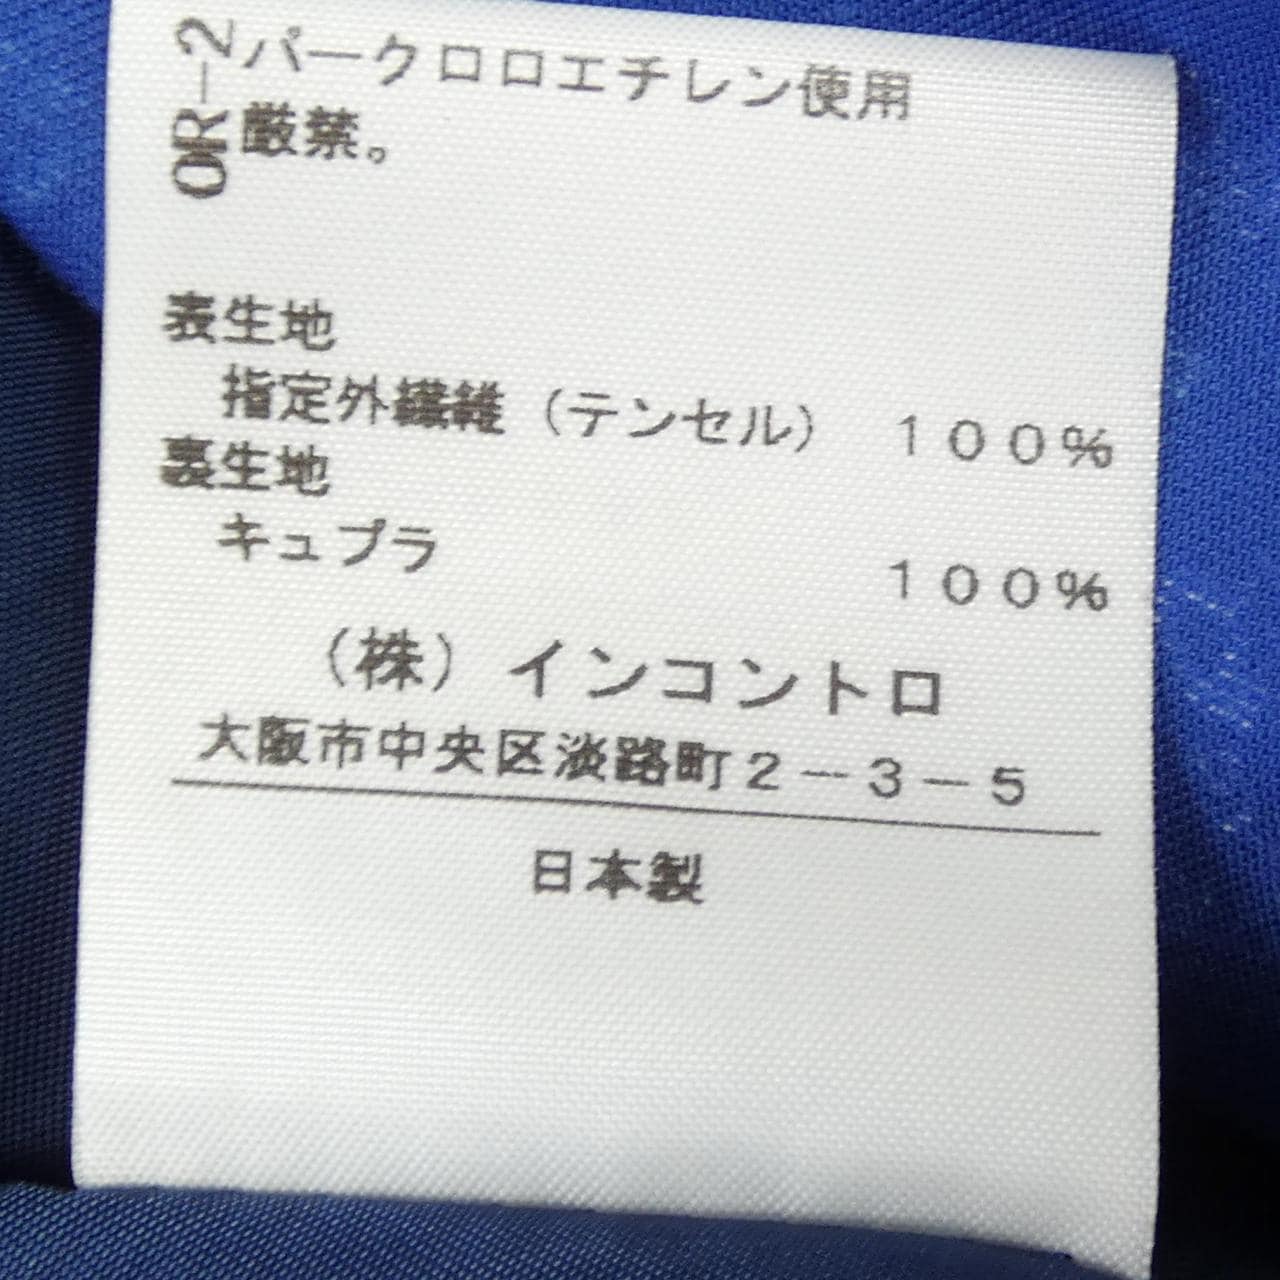 パークロロエチレン使用
厳禁。
OR-2
表生地
指定外繊維（テンセル） １００％
裏生地
キュプラ １００％
（株）インコントロ
大阪市中央区淡路町２－３－５
日本製